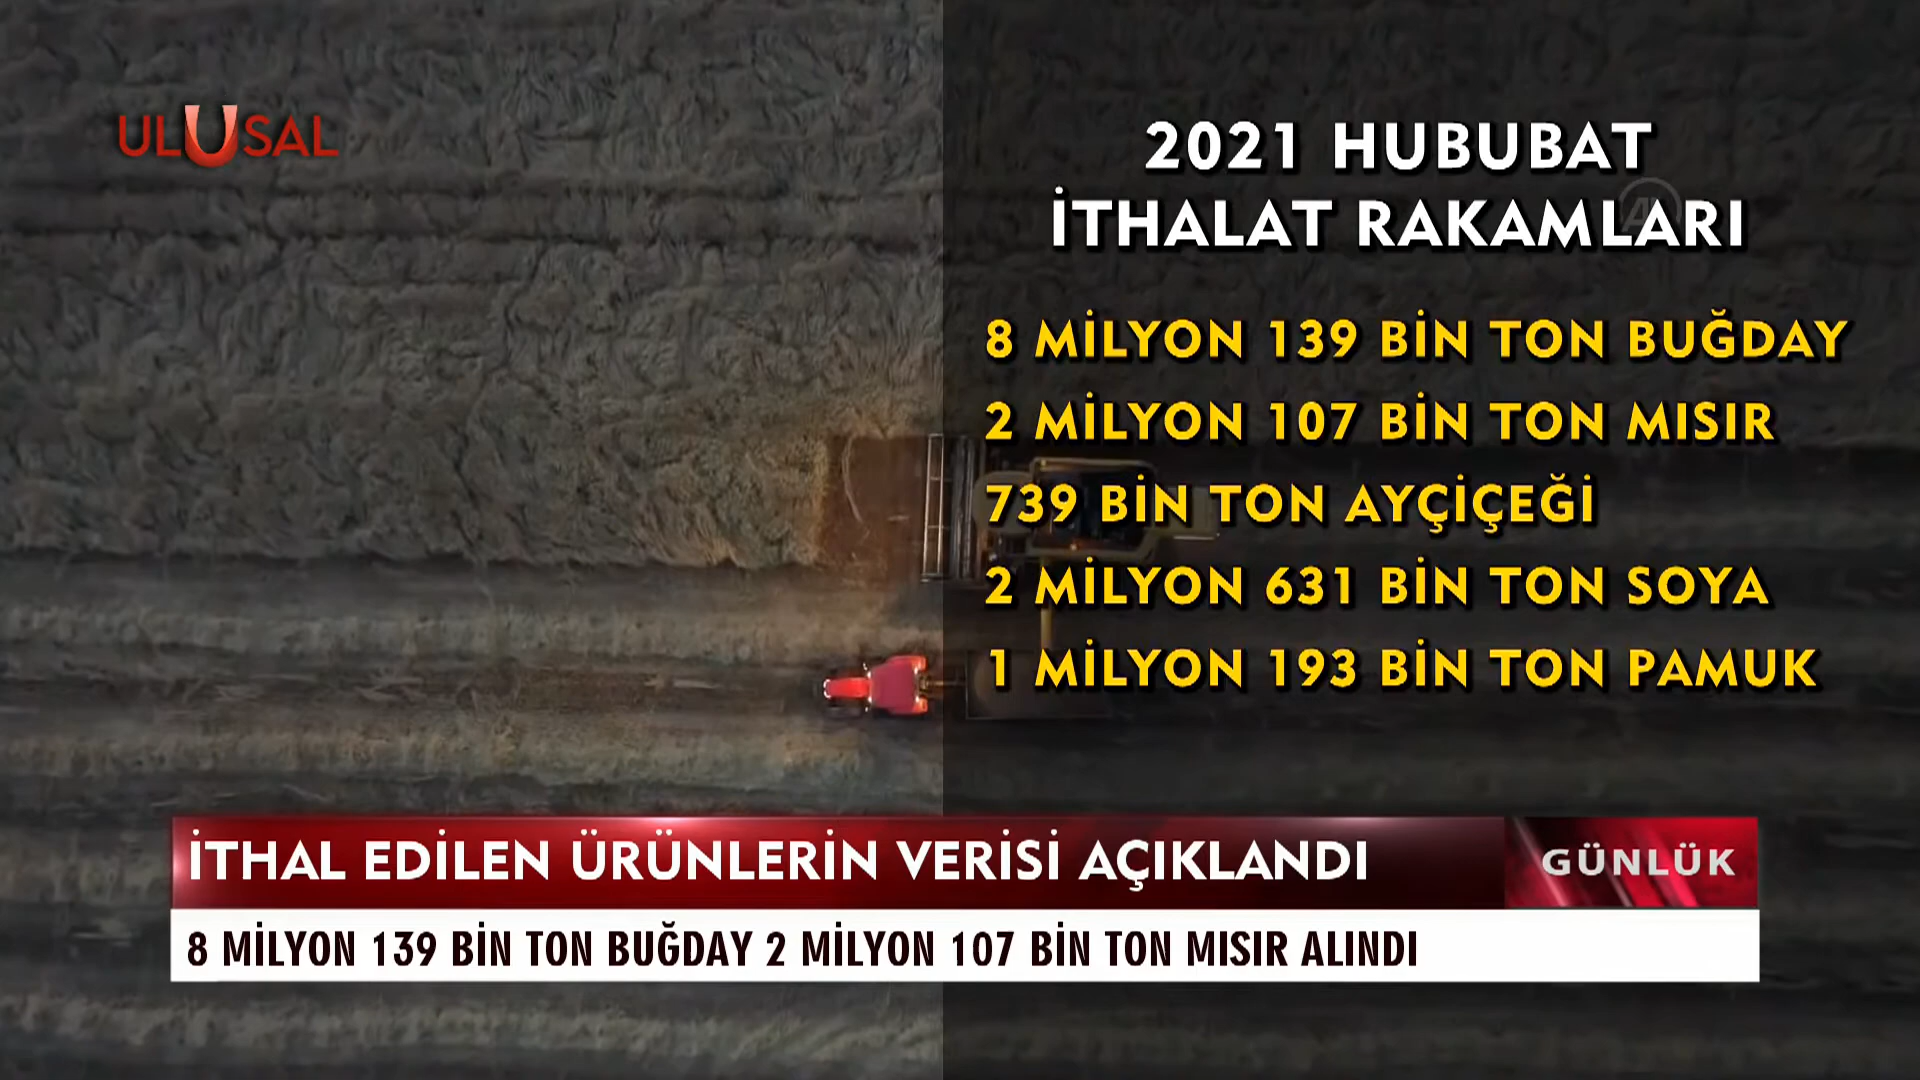 ULUSAL
2021 HUBUBAT
İTHALAT RAKAMLARI
AA
8 MİLYON 139 BİN TON BUĞDAY
2 MİLYON 107 BİN TON MISIR
739 BİN TON AYÇİÇEĞİ
2 MİLYON 631 BİN TON SOYA
1 MİLYON 193 BİN TON PAMUK
İTHAL EDİLEN ÜRÜNLERİN VERİSİ AÇIKLANDI
GÜNLÜK
8 MİLYON 139 BİN TON BUĞDAY 2 MİLYON 107 BİN TON MISIR ALINDI